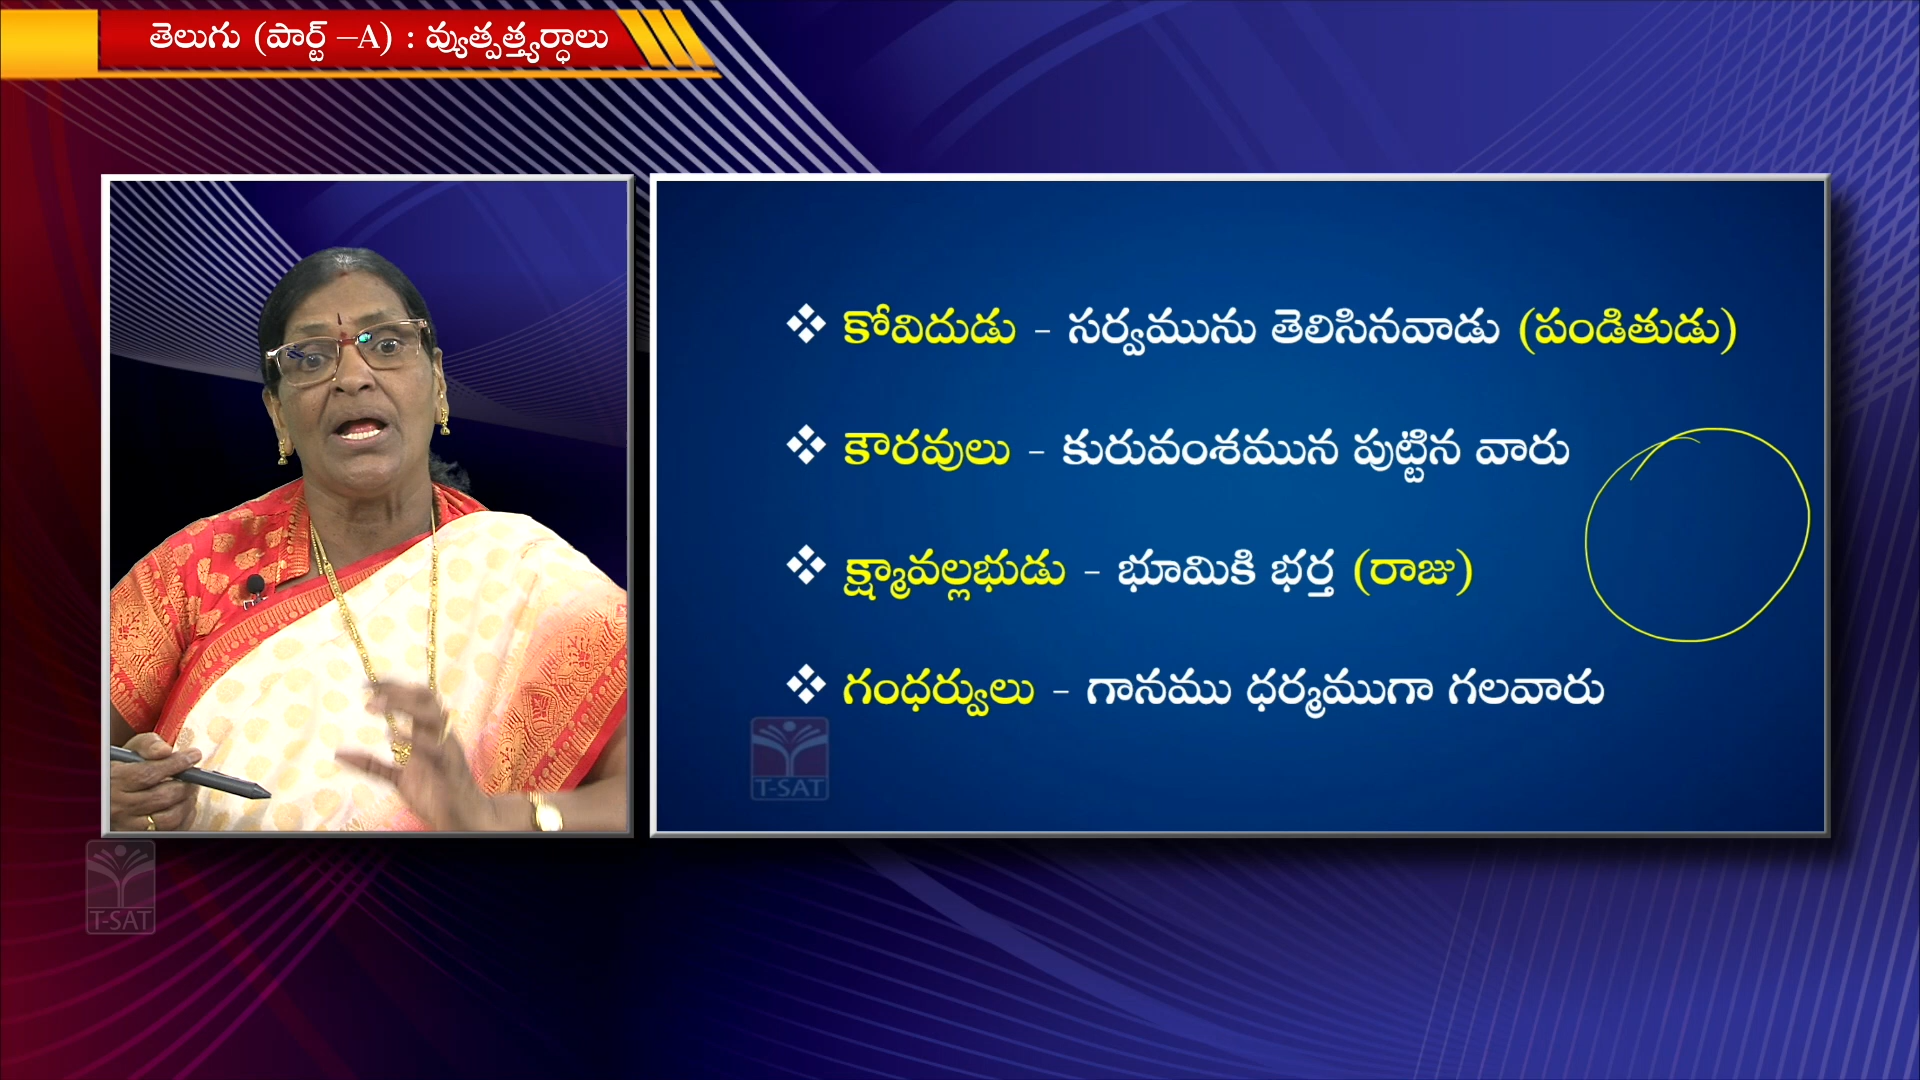 తెలుగు (పార్ట్ –A) : వ్యుత్పత్త్యర్థాలు
❖ కోవిదుడు - సర్వమును తెలిసినవాడు (పండితుడు)
❖ కౌరవులు - కురువంశమున పుట్టిన వారు
❖ క్ష్మావల్లభుడు - భూమికి భర్త (రాజు)
❖ గంధర్వులు - గానము ధర్మముగా గలవారు
T-SAT
T-SAT